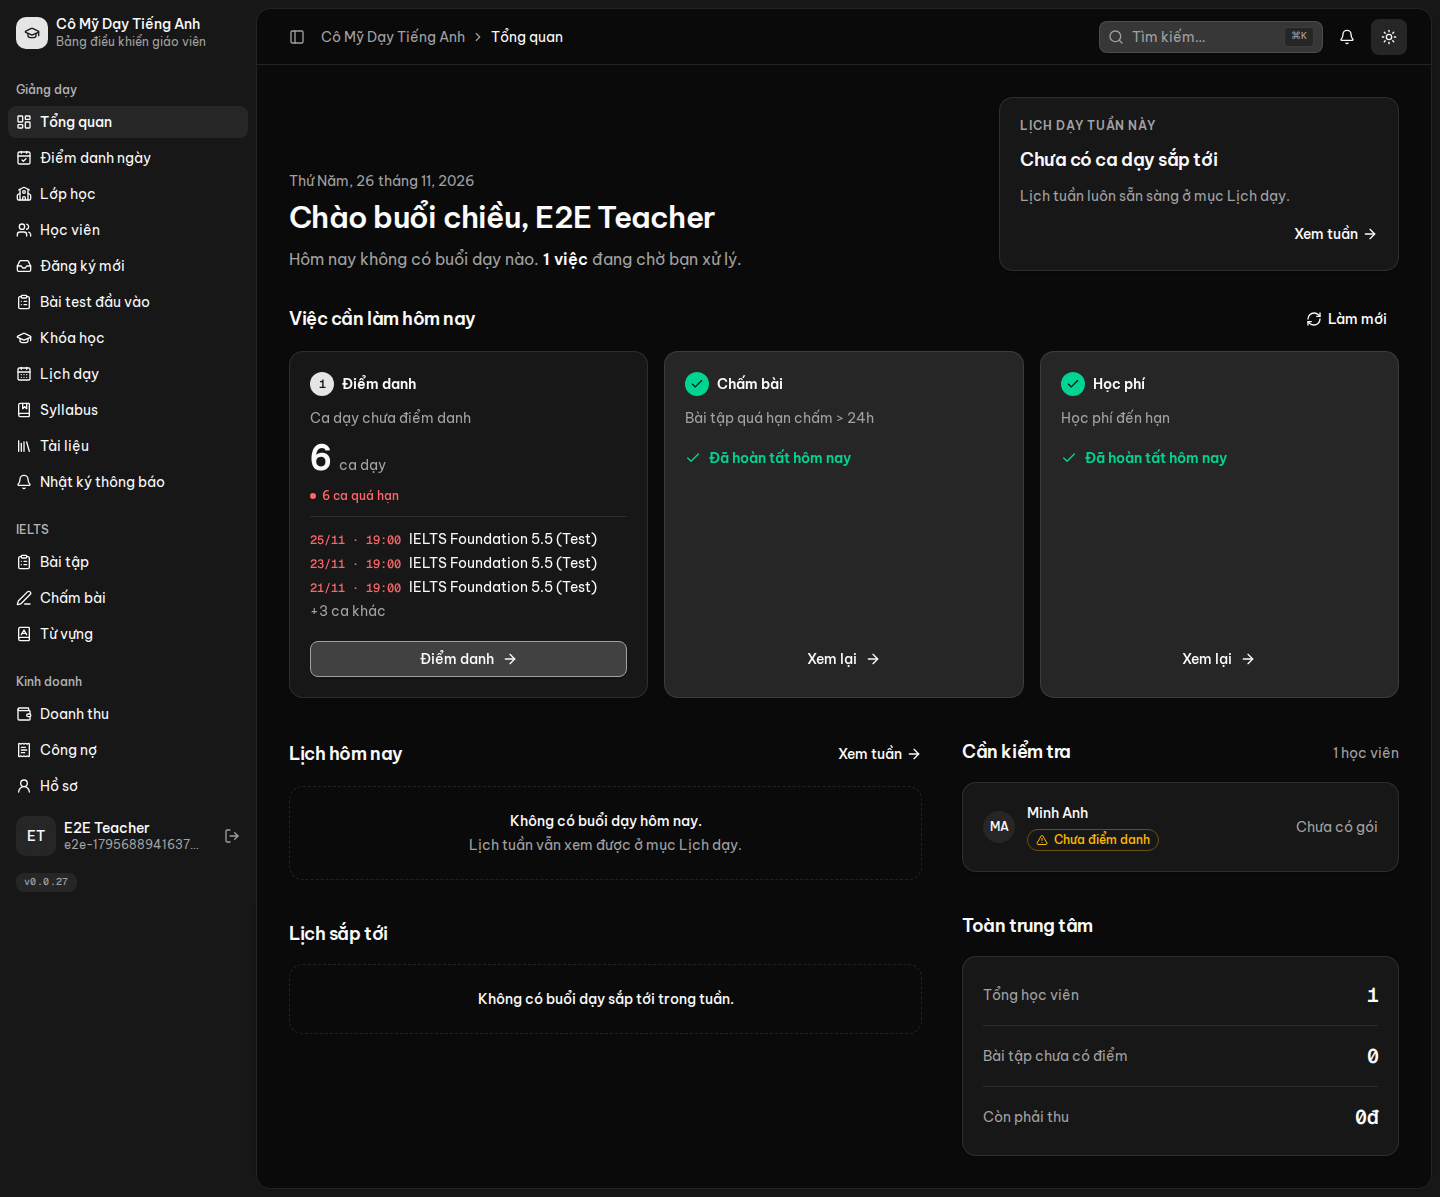 Cô Mỹ Dạy Tiếng Anh
Bảng điều khiển giáo viên
Giảng dạy
Tổng quan
Điểm danh ngày
Lớp học
Học viên
Đăng ký mới
Bài test đầu vào
Khóa học
Lịch dạy
Syllabus
Tài liệu
Nhật ký thông báo
IELTS
Bài tập
Chấm bài
Từ vựng
Kinh doanh
Doanh thu
Công nợ
Hồ sơ
ET
E2E Teacher
e2e-1795688941637...
v0.0.27
Cô Mỹ Dạy Tiếng Anh > Tổng quan
Tìm kiếm... ⌘K
Thứ Năm, 26 tháng 11, 2026
Chào buổi chiều, E2E Teacher
Hôm nay không có buổi dạy nào. 1 việc đang chờ bạn xử lý.
LỊCH DẠY TUẦN NÀY
Chưa có ca dạy sắp tới
Lịch tuần luôn sẵn sàng ở mục Lịch dạy.
Xem tuần →
Việc cần làm hôm nay
Làm mới
1 Điểm danh
Ca dạy chưa điểm danh
6 ca dạy
6 ca quá hạn
25/11 · 19:00 IELTS Foundation 5.5 (Test)
23/11 · 19:00 IELTS Foundation 5.5 (Test)
21/11 · 19:00 IELTS Foundation 5.5 (Test)
+3 ca khác
Điểm danh →
Chấm bài
Bài tập quá hạn chấm > 24h
Đã hoàn tất hôm nay
Xem lại →
Học phí
Học phí đến hạn
Đã hoàn tất hôm nay
Xem lại →
Lịch hôm nay
Xem tuần →
Không có buổi dạy hôm nay.
Lịch tuần vẫn xem được ở mục Lịch dạy.
Lịch sắp tới
Không có buổi dạy sắp tới trong tuần.
Cần kiểm tra
1 học viên
MA
Minh Anh
Chưa điểm danh
Chưa có gói
Toàn trung tâm
Tổng học viên 1
Bài tập chưa có điểm 0
Còn phải thu 0đ